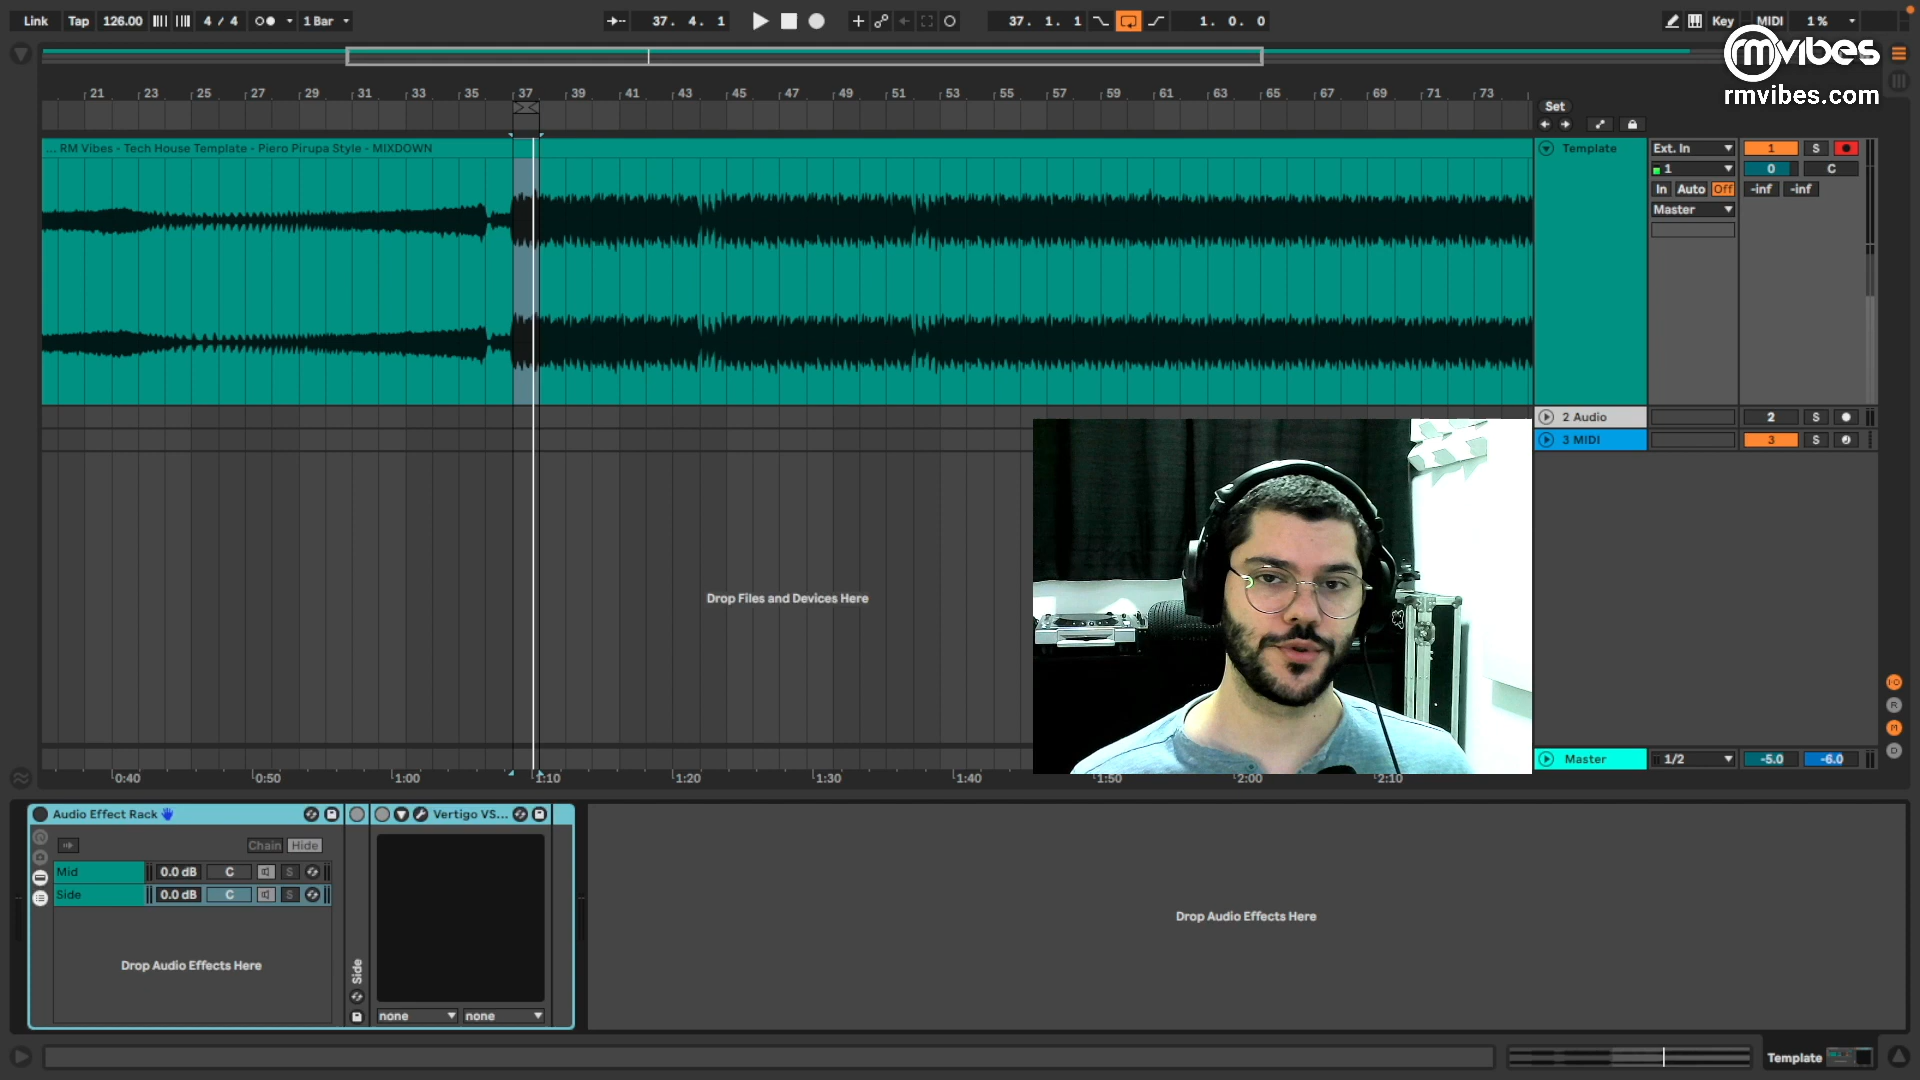 Link Tap 126.00 4 / 4 1 Bar 37. 4. 1 37. 1. 1 1. 0. 0 Key MIDI 1 %
rmvibes
rmvibes.com
21 23 25 27 29 31 33 35 37 39 41 43 45 47 49 51 53 55 57 59 61 63 65 67 69 71 73
Set
... RM Vibes - Tech House Template - Piero Pirupa Style - MIXDOWN
Template Ext. In 1 S
1 0 C
In Auto Off -inf -inf
Master
2 Audio 2 S
3 MIDI 3 S
Drop Files and Devices Here
Master 1/2 -5.0 -6.0
0:40 0:50 1:00 1:10 1:20 1:30 1:40 1:50 2:00 2:10
Audio Effect Rack Vertigo VS...
Chain Hide
Mid 0.0 dB C S
Side 0.0 dB C S
Drop Audio Effects Here
Side
none none
Drop Audio Effects Here
Template